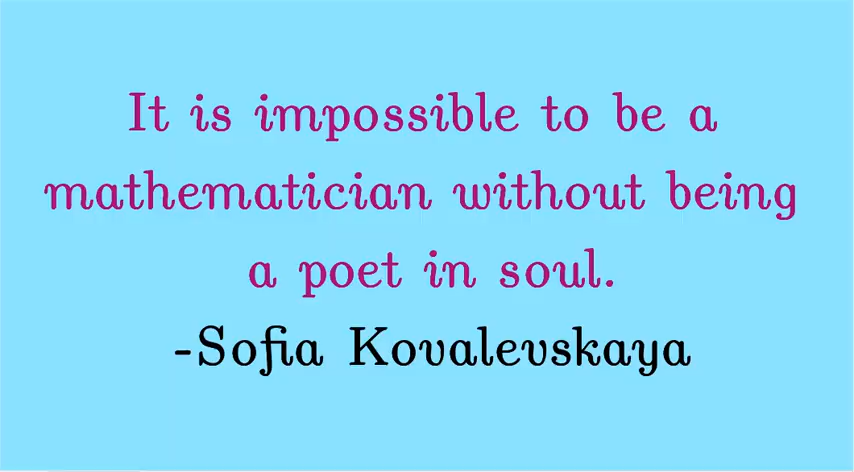 It is impossible to be a
mathematician without being
a poet in soul.
-Sofia Kovalevskaya